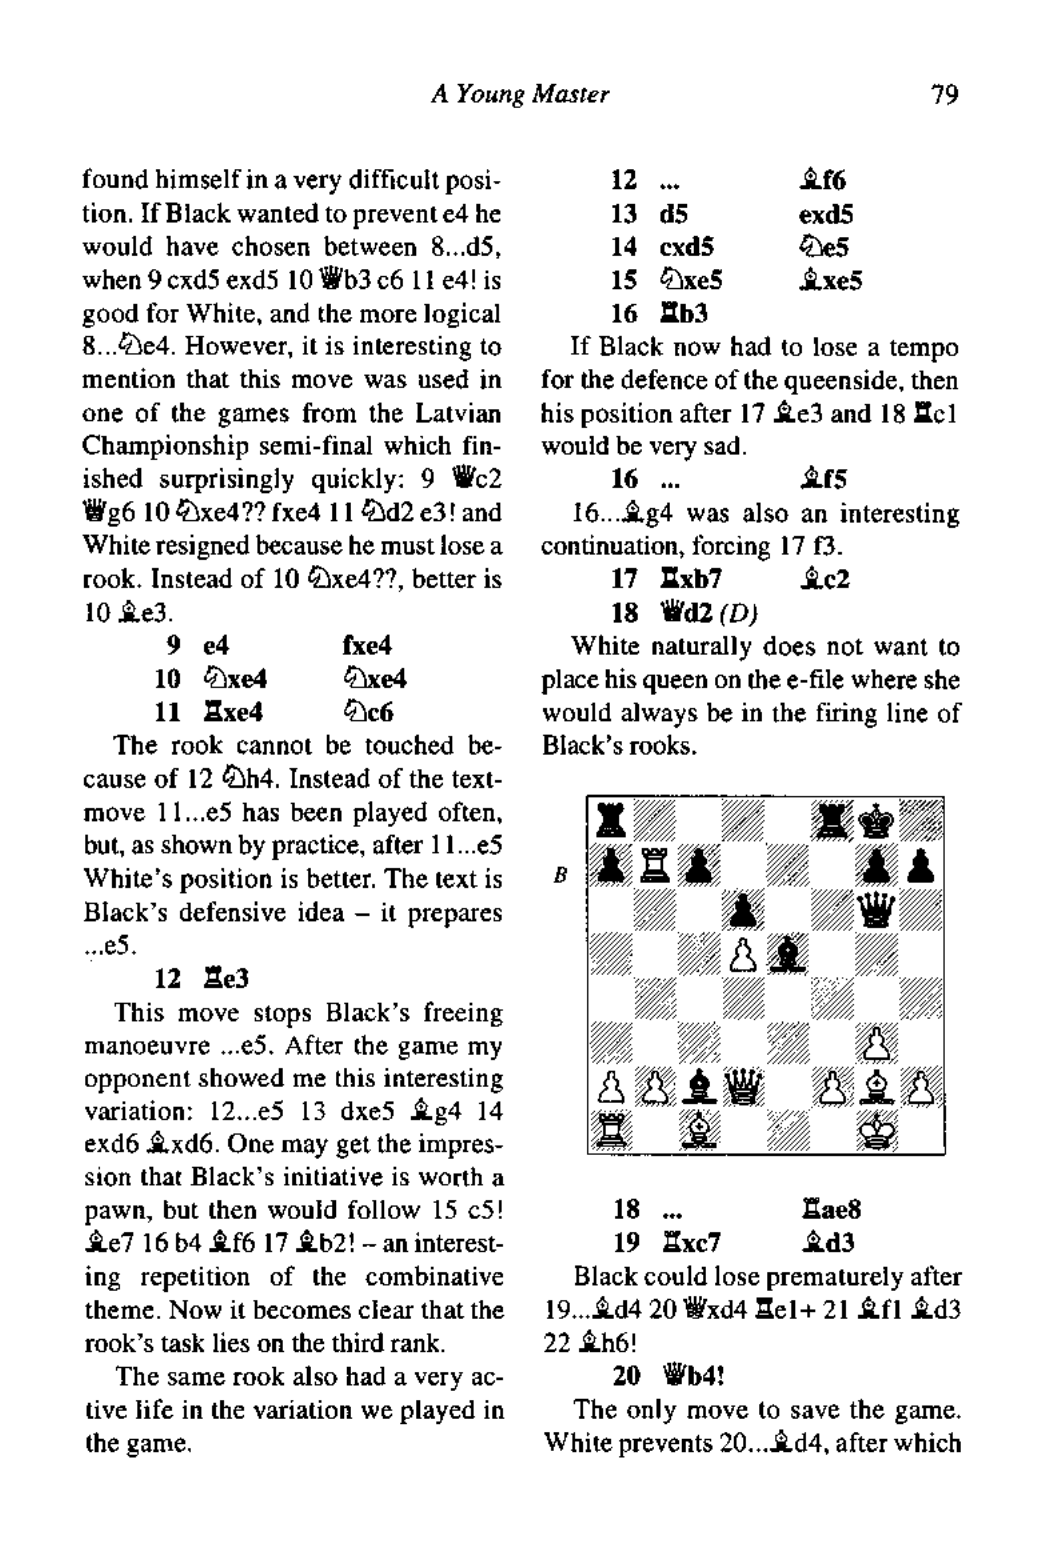 A Young Master 79
found himself in a very difficult posi-
tion. If Black wanted to prevent e4 he
would have chosen between 8...d5,
when 9 cxd5 exd5 10 ♕b3 c6 11 e4! is
good for White, and the more logical
8...♘e4. However, it is interesting to
mention that this move was used in
one of the games from the Latvian
Championship semi-final which fin-
ished surprisingly quickly: 9 ♕c2
♕g6 10 ♘xe4?? fxe4 11 ♘d2 e3! and
White resigned because he must lose a
rook. Instead of 10 ♘xe4??, better is
10 ♗e3.
9 e4 fxe4
10 ♘xe4 ♘xe4
11 ♖xe4 ♘c6
The rook cannot be touched be-
cause of 12 ♘h4. Instead of the text-
move 11...e5 has been played often,
but, as shown by practice, after 11...e5
White's position is better. The text is
Black's defensive idea – it prepares
...e5.
12 ♖e3
This move stops Black's freeing
manoeuvre ...e5. After the game my
opponent showed me this interesting
variation: 12...e5 13 dxe5 ♗g4 14
exd6 ♗xd6. One may get the impres-
sion that Black's initiative is worth a
pawn, but then would follow 15 c5!
♗e7 16 b4 ♗f6 17 ♗b2! – an interest-
ing repetition of the combinative
theme. Now it becomes clear that the
rook's task lies on the third rank.
The same rook also had a very ac-
tive life in the variation we played in
the game.
12 ... ♗f6
13 d5 exd5
14 cxd5 ♘e5
15 ♘xe5 ♗xe5
16 ♖b3
If Black now had to lose a tempo
for the defence of the queenside, then
his position after 17 ♗e3 and 18 ♖c1
would be very sad.
16 ... ♗f5
16...♗g4 was also an interesting
continuation, forcing 17 f3.
17 ♖xb7 ♗c2
18 ♕d2 (D)
White naturally does not want to
place his queen on the e-file where she
would always be in the firing line of
Black's rooks.
B
18 ... ♖ae8
19 ♖xc7 ♗d3
Black could lose prematurely after
19...♗d4 20 ♕xd4 ♖e1+ 21 ♗f1 ♗d3
22 ♗h6!
20 ♕b4!
The only move to save the game.
White prevents 20...♗d4, after which